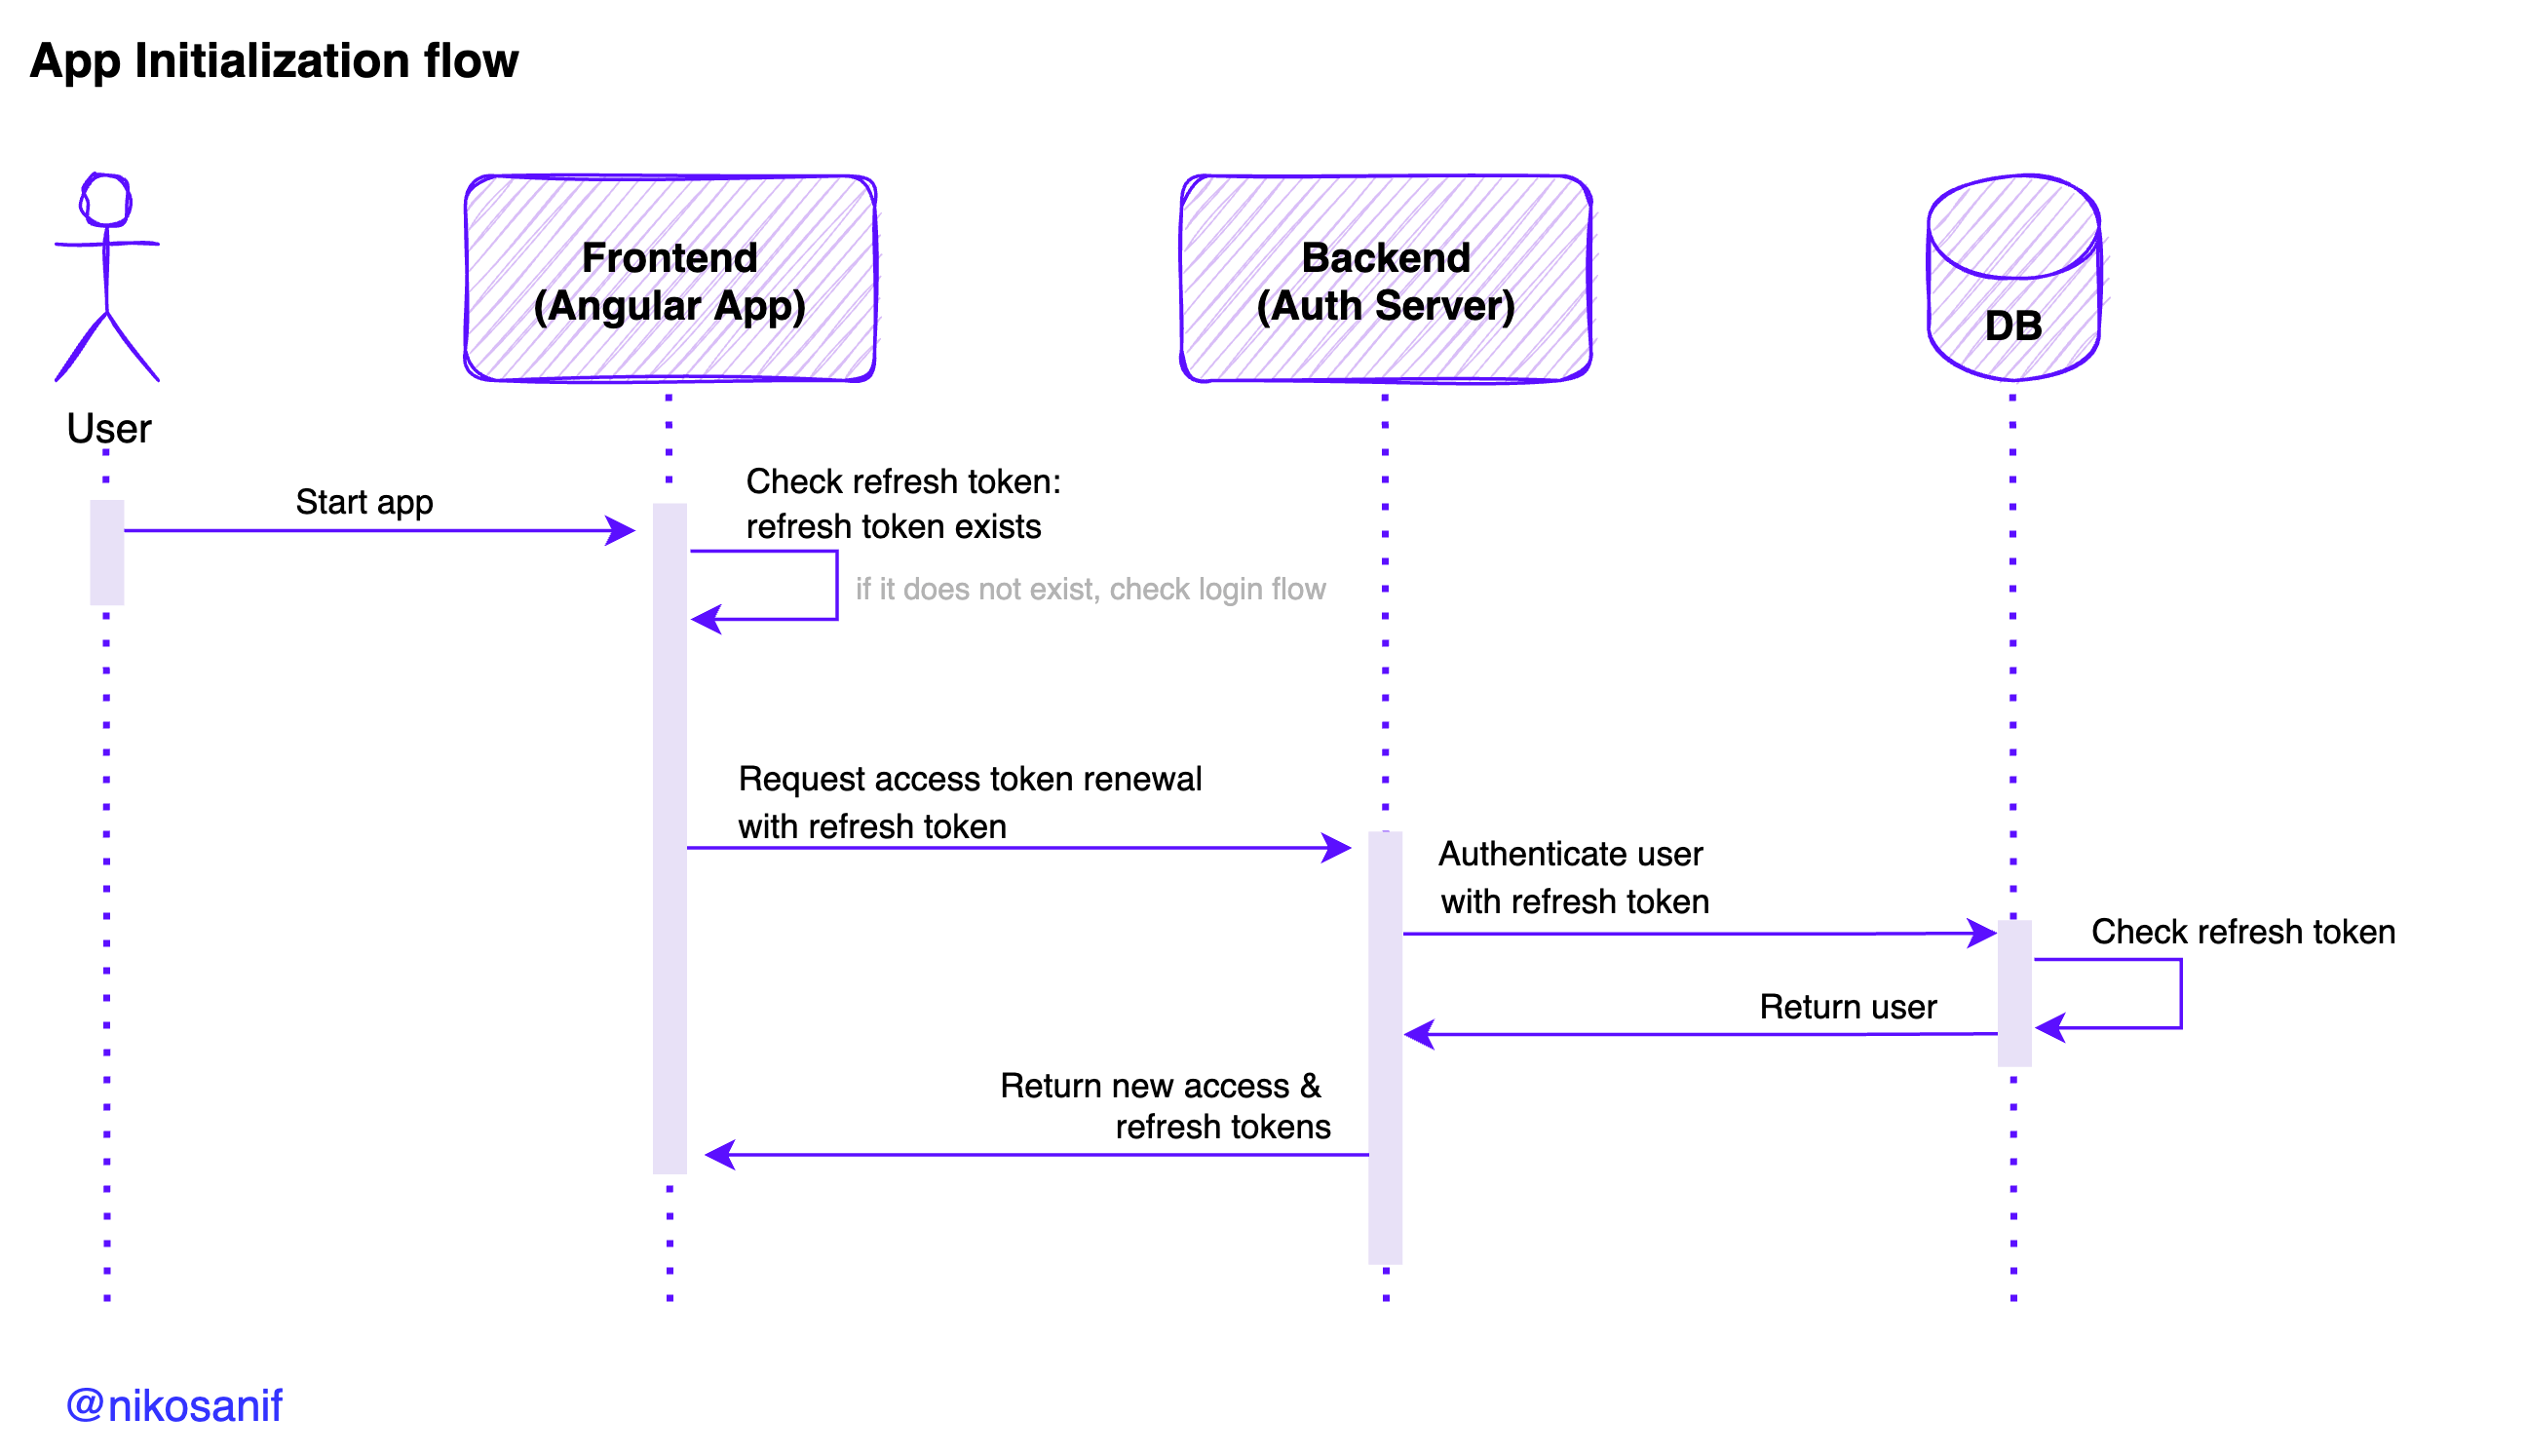 App Initialization flow
Frontend
(Angular App)
Backend
(Auth Server)
DB
User
Start app
Check refresh token:
refresh token exists
if it does not exist, check login flow
Request access token renewal
with refresh token
Authenticate user
with refresh token
Check refresh token
Return user
Return new access &
refresh tokens
@nikosanif